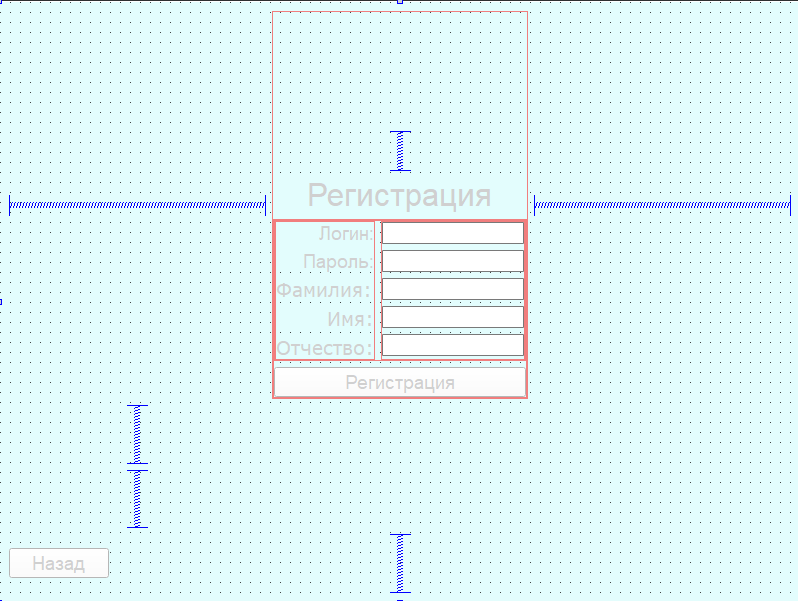 Регистрация
Логин:
Пароль:
Фамилия:
Имя:
Отчество:
Регистрация
Назад